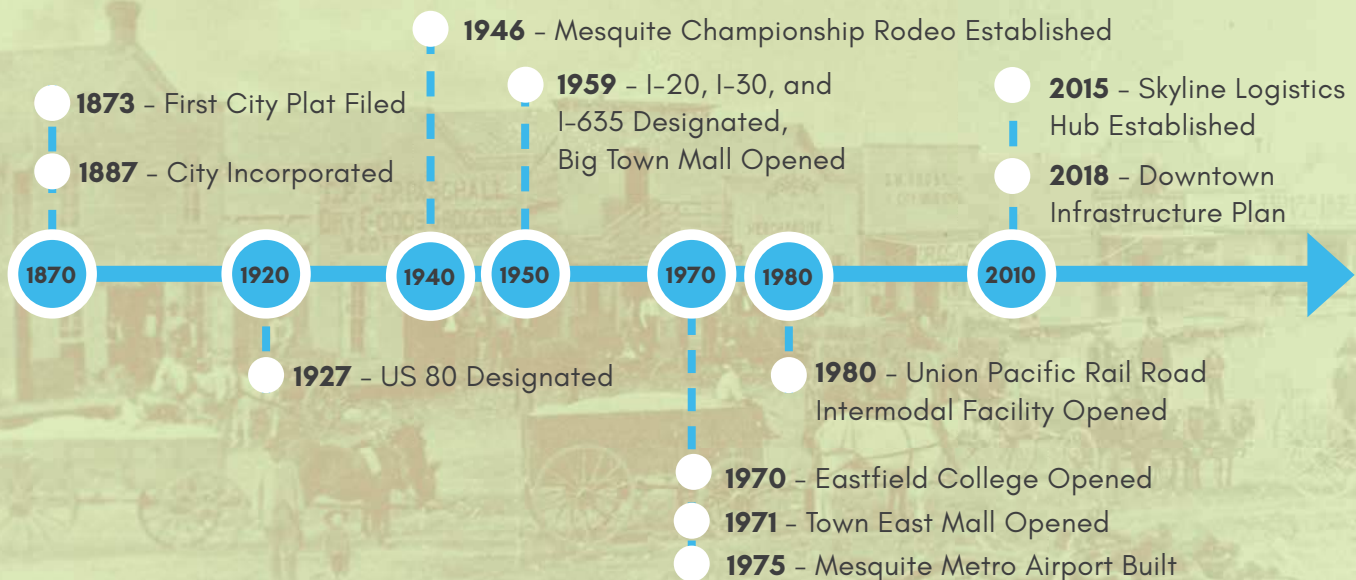 1946 - Mesquite Championship Rodeo Established
1873 - First City Plat Filed
1887 - City Incorporated
1959 - I-20, I-30, and
I-635 Designated,
Big Town Mall Opened
2015 - Skyline Logistics
Hub Established
2018 - Downtown
Infrastructure Plan
1870
1920
1940
1950
1970
1980
2010
1927 - US 80 Designated
1980 - Union Pacific Rail Road
Intermodal Facility Opened
1970 - Eastfield College Opened
1971 - Town East Mall Opened
1975 - Mesquite Metro Airport Built